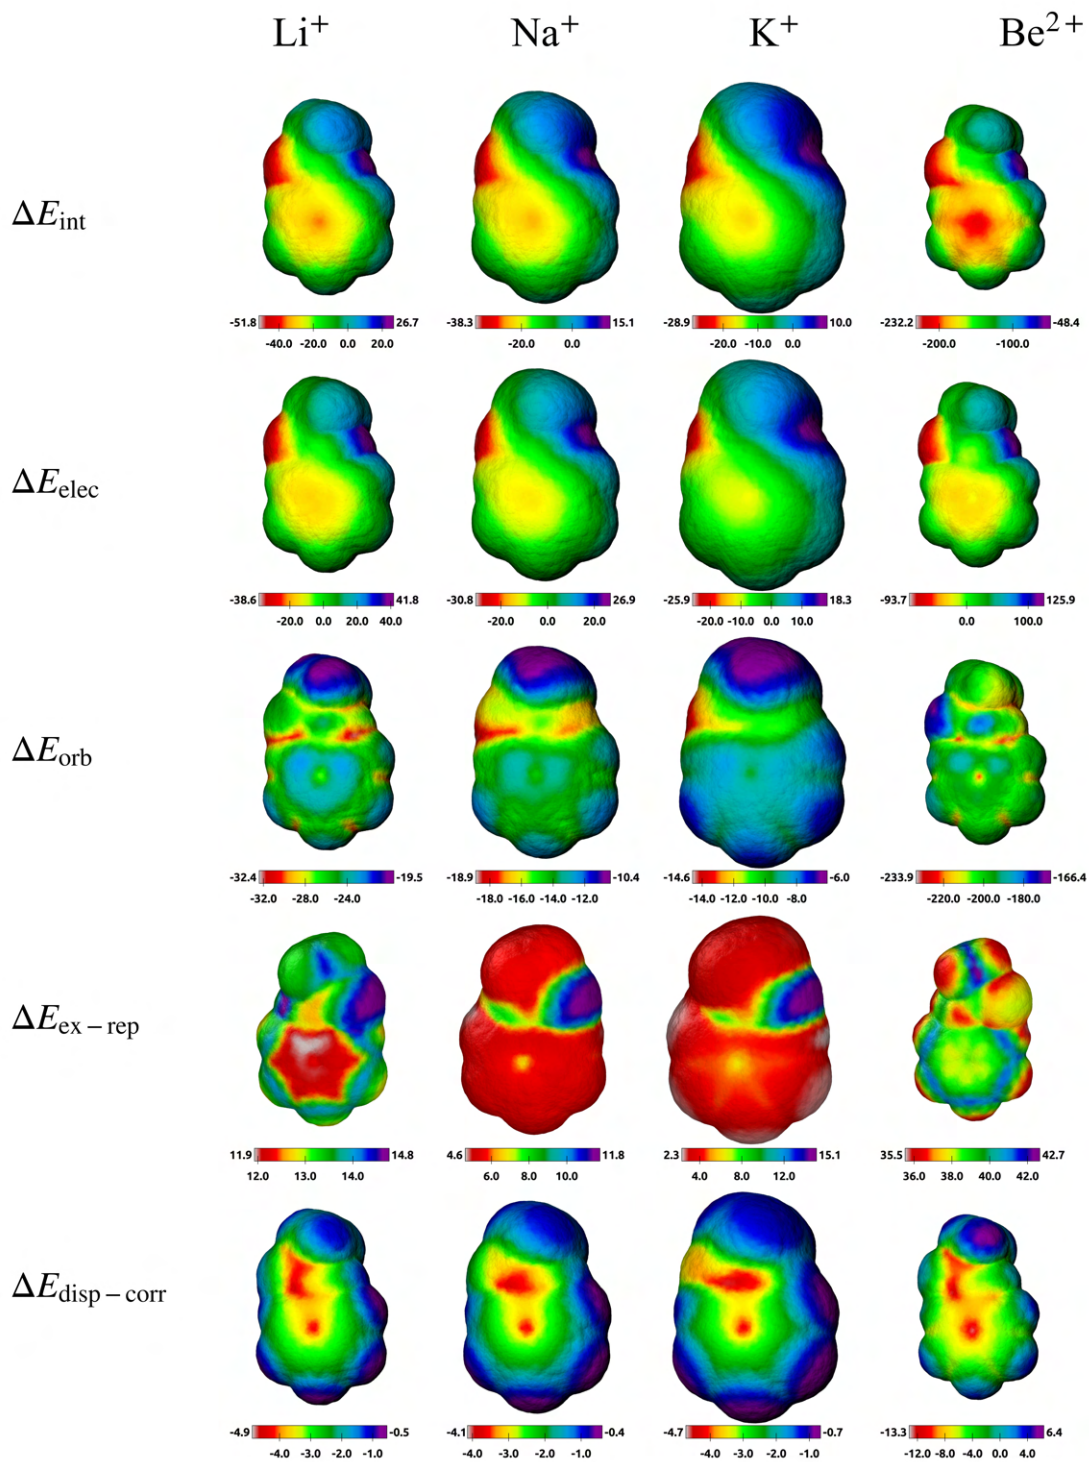 Li⁺ Na⁺ K⁺ Be²⁺
ΔE_int
-51.8 26.7 -38.3 15.1 -28.9 10.0 -232.2 -48.4
-40.0 -20.0 0.0 20.0 -20.0 0.0 -20.0 -10.0 0.0 -200.0 -100.0
ΔE_elec
-38.6 41.8 -30.8 26.9 -25.9 18.3 -93.7 125.9
-20.0 0.0 20.0 40.0 -20.0 0.0 20.0 -20.0 -10.0 0.0 10.0 0.0 100.0
ΔE_orb
-32.4 -19.5 -18.9 -10.4 -14.6 -6.0 -233.9 -166.4
-32.0 -28.0 -24.0 -18.0 -16.0 -14.0 -12.0 -14.0 -12.0 -10.0 -8.0 -220.0 -200.0 -180.0
ΔE_ex – rep
11.9 14.8 4.6 11.8 2.3 15.1 35.5 42.7
12.0 13.0 14.0 6.0 8.0 10.0 4.0 8.0 12.0 36.0 38.0 40.0 42.0
ΔE_disp – corr
-4.9 -0.5 -4.1 -0.4 -4.7 -0.7 -13.3 6.4
-4.0 -3.0 -2.0 -1.0 -3.0 -2.0 -1.0 -4.0 -3.0 -2.0 -1.0 -12.0 -8.0 -4.0 0.0 4.0